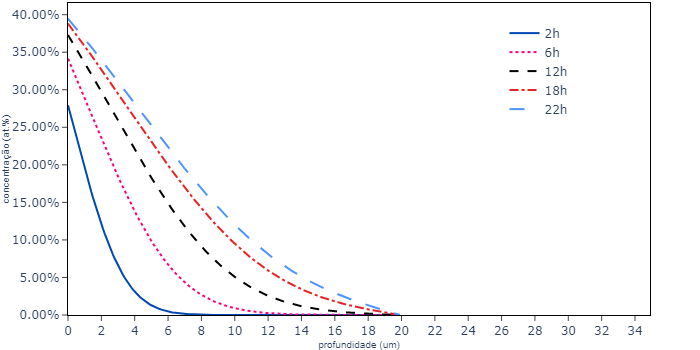 40.00%
35.00%
30.00%
25.00%
20.00%
15.00%
10.00%
5.00%
0.00%
concentração (at.%)
2h
6h
12h
18h
22h
0 2 4 6 8 10 12 14 16 18 20 22 24 26 28 30 32 34
profundidade (um)